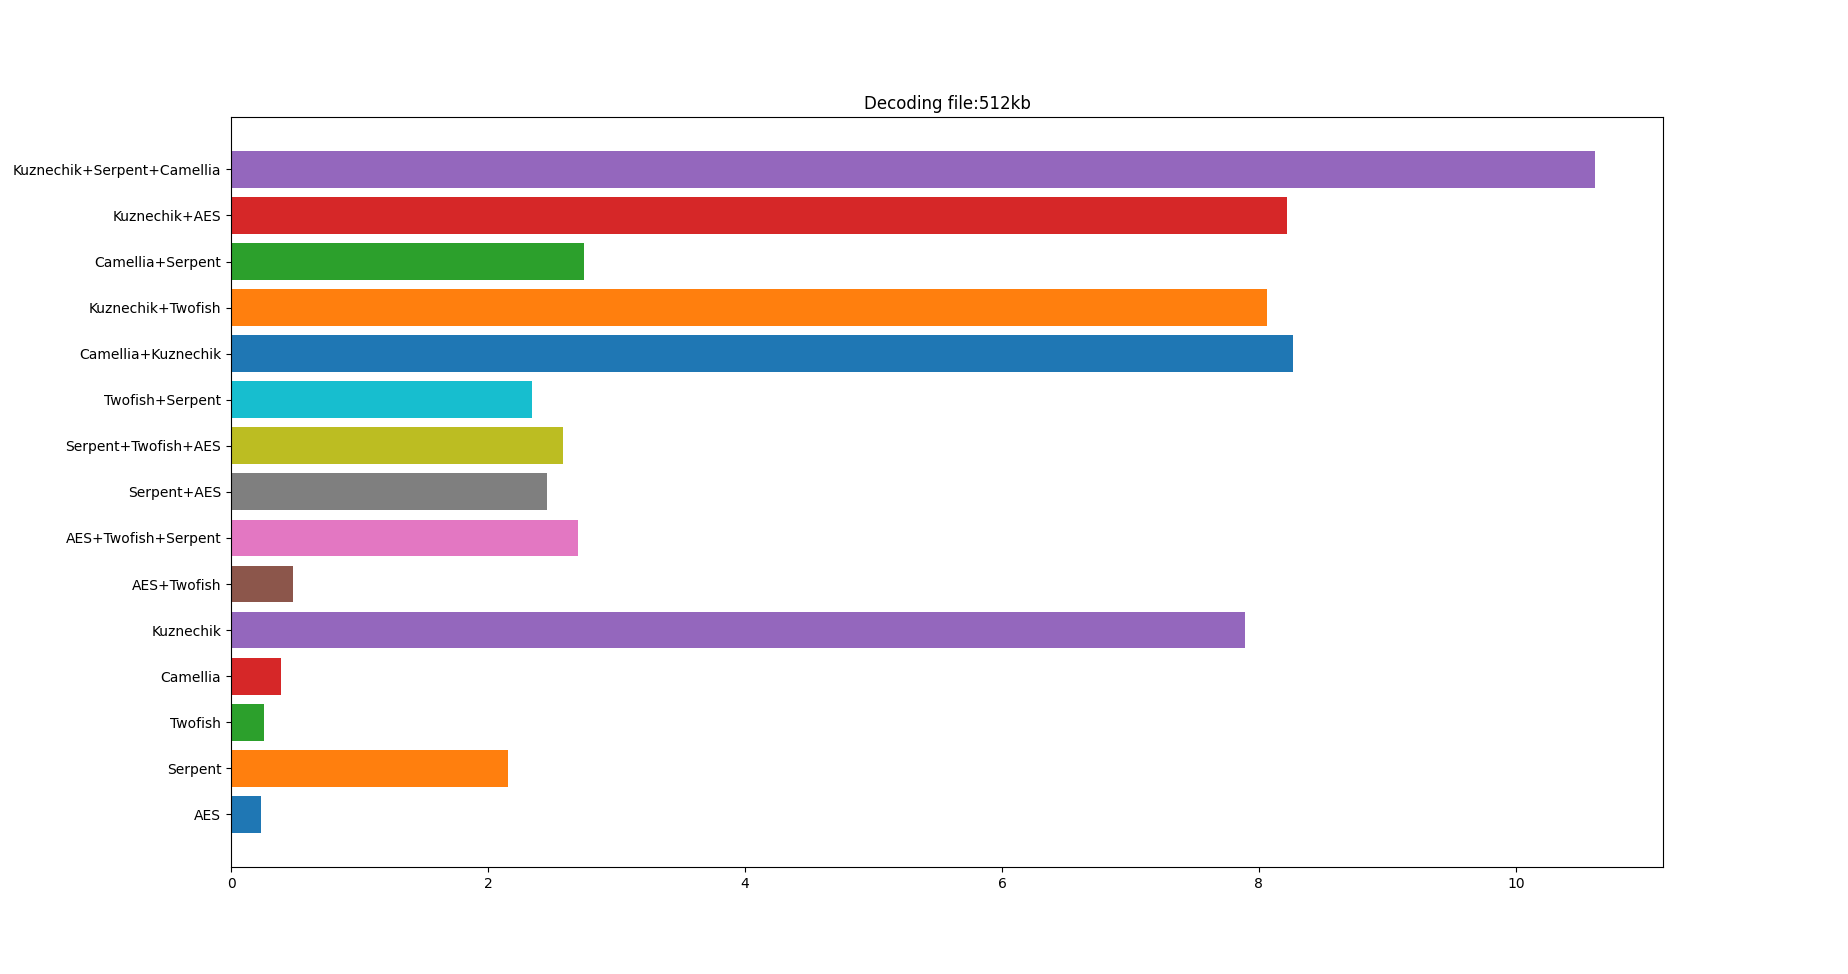 Decoding file:512kb
Kuznechik+Serpent+Camellia
Kuznechik+AES
Camellia+Serpent
Kuznechik+Twofish
Camellia+Kuznechik
Twofish+Serpent
Serpent+Twofish+AES
Serpent+AES
AES+Twofish+Serpent
AES+Twofish
Kuznechik
Camellia
Twofish
Serpent
AES
0 2 4 6 8 10